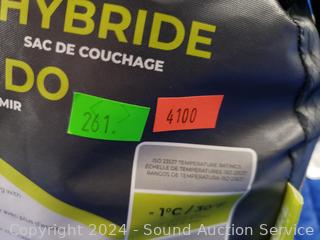 HYBRIDE
SAC DE COUCHAGE
DO
MIR
261.
4100
ISO 23537 TEMPERATURE RATINGS
ÉCHELLE DE TEMPÉRATURES ISO 23537
RANGOS DE TEMPERATURA ISO 23537
- 1°C / 30°F
Copyright 2024 - Sound Auction Service